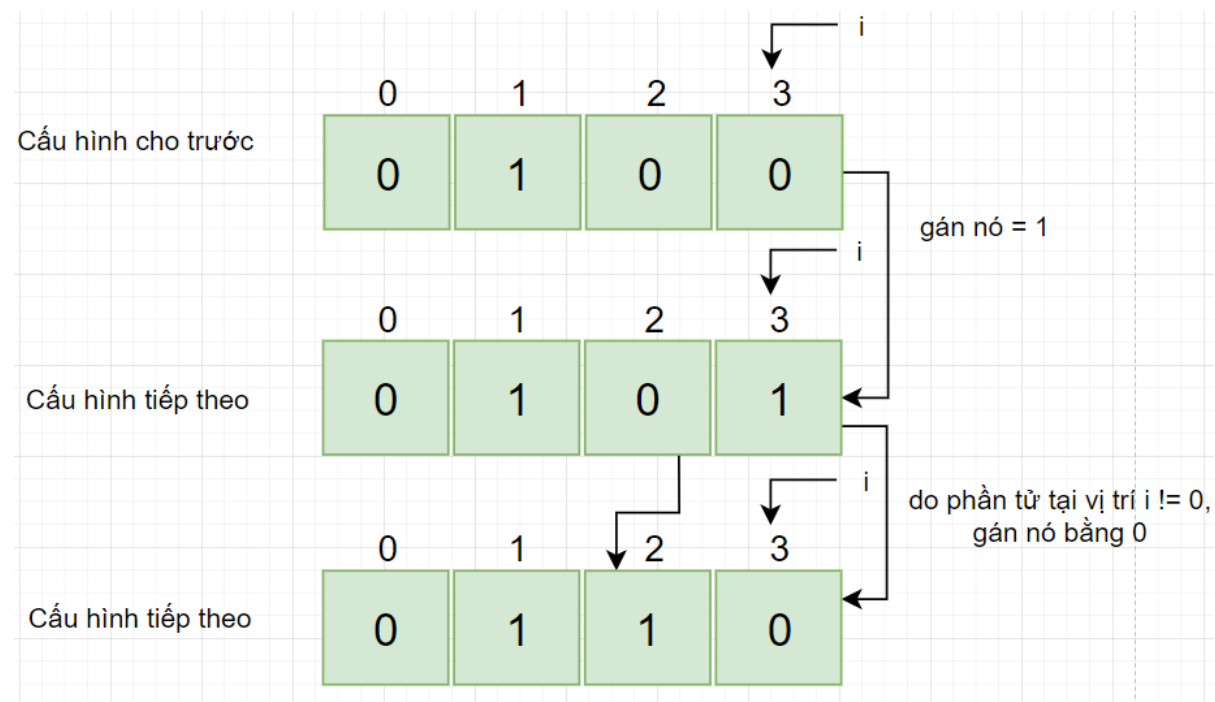 i
0 1 2 3
Cấu hình cho trước
0 1 0 0
gán nó = 1
i
0 1 2 3
Cấu hình tiếp theo
0 1 0 1
i
do phần tử tại vị trí i != 0,
gán nó bằng 0
0 1 2 3
Cấu hình tiếp theo
0 1 1 0